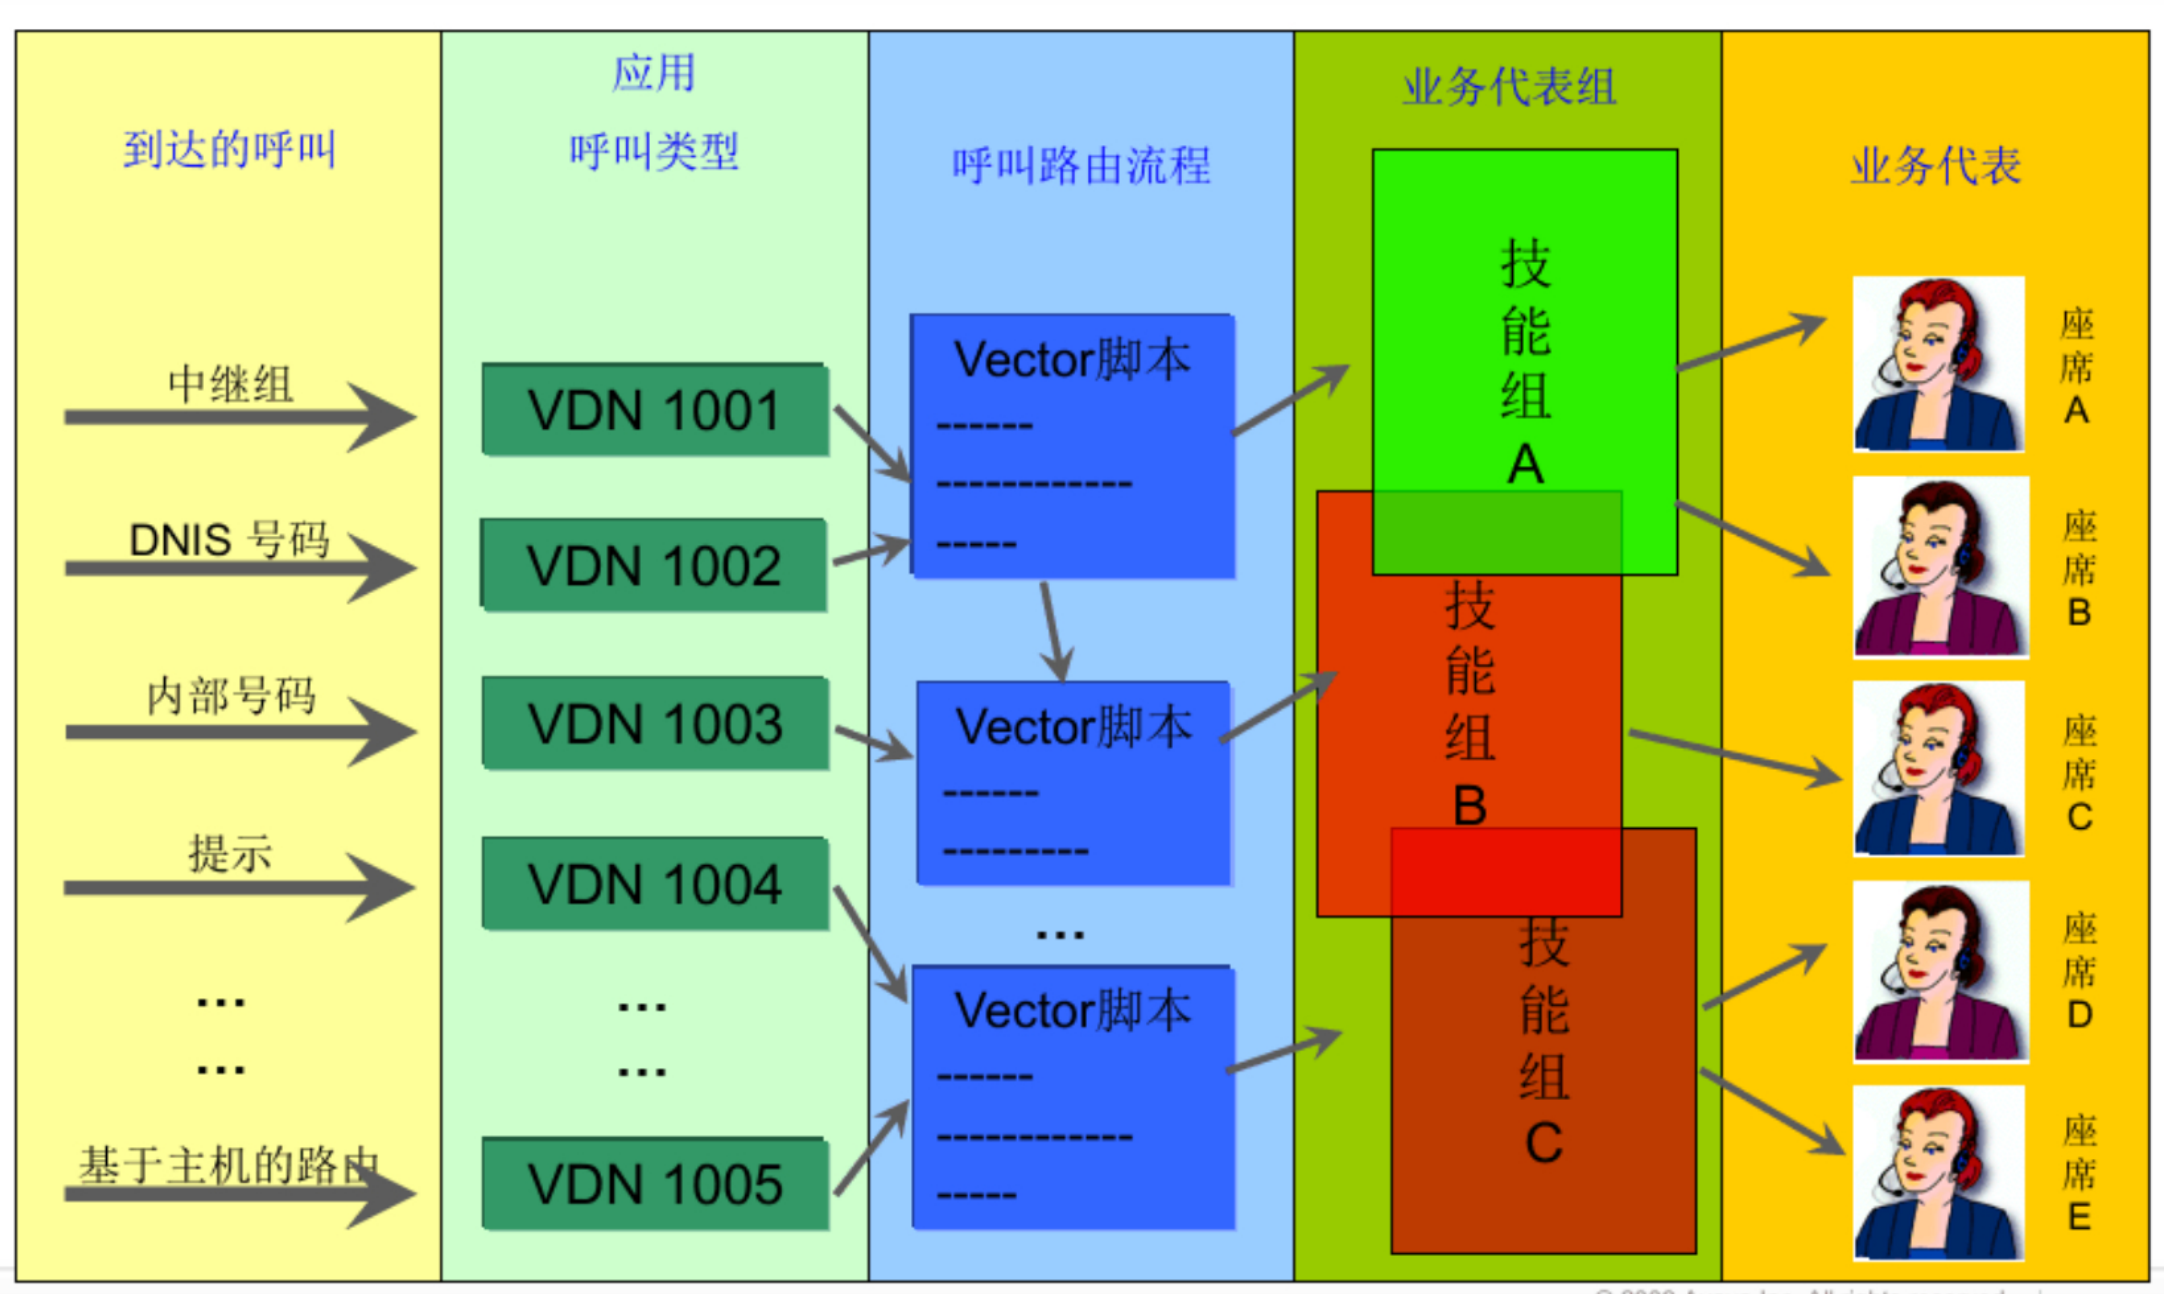 到达的呼叫
中继组
DNIS 号码
内部号码
提示
...
...
基于主机的路由
应用
呼叫类型
VDN 1001
VDN 1002
VDN 1003
VDN 1004
...
...
VDN 1005
呼叫路由流程
Vector脚本
------
------------
-----
Vector脚本
------
---------
...
Vector脚本
------
------------
-----
业务代表组
技
能
组
A
技
能
组
B
技
能
组
C
业务代表
座
席
A
座
席
B
座
席
C
座
席
D
座
席
E